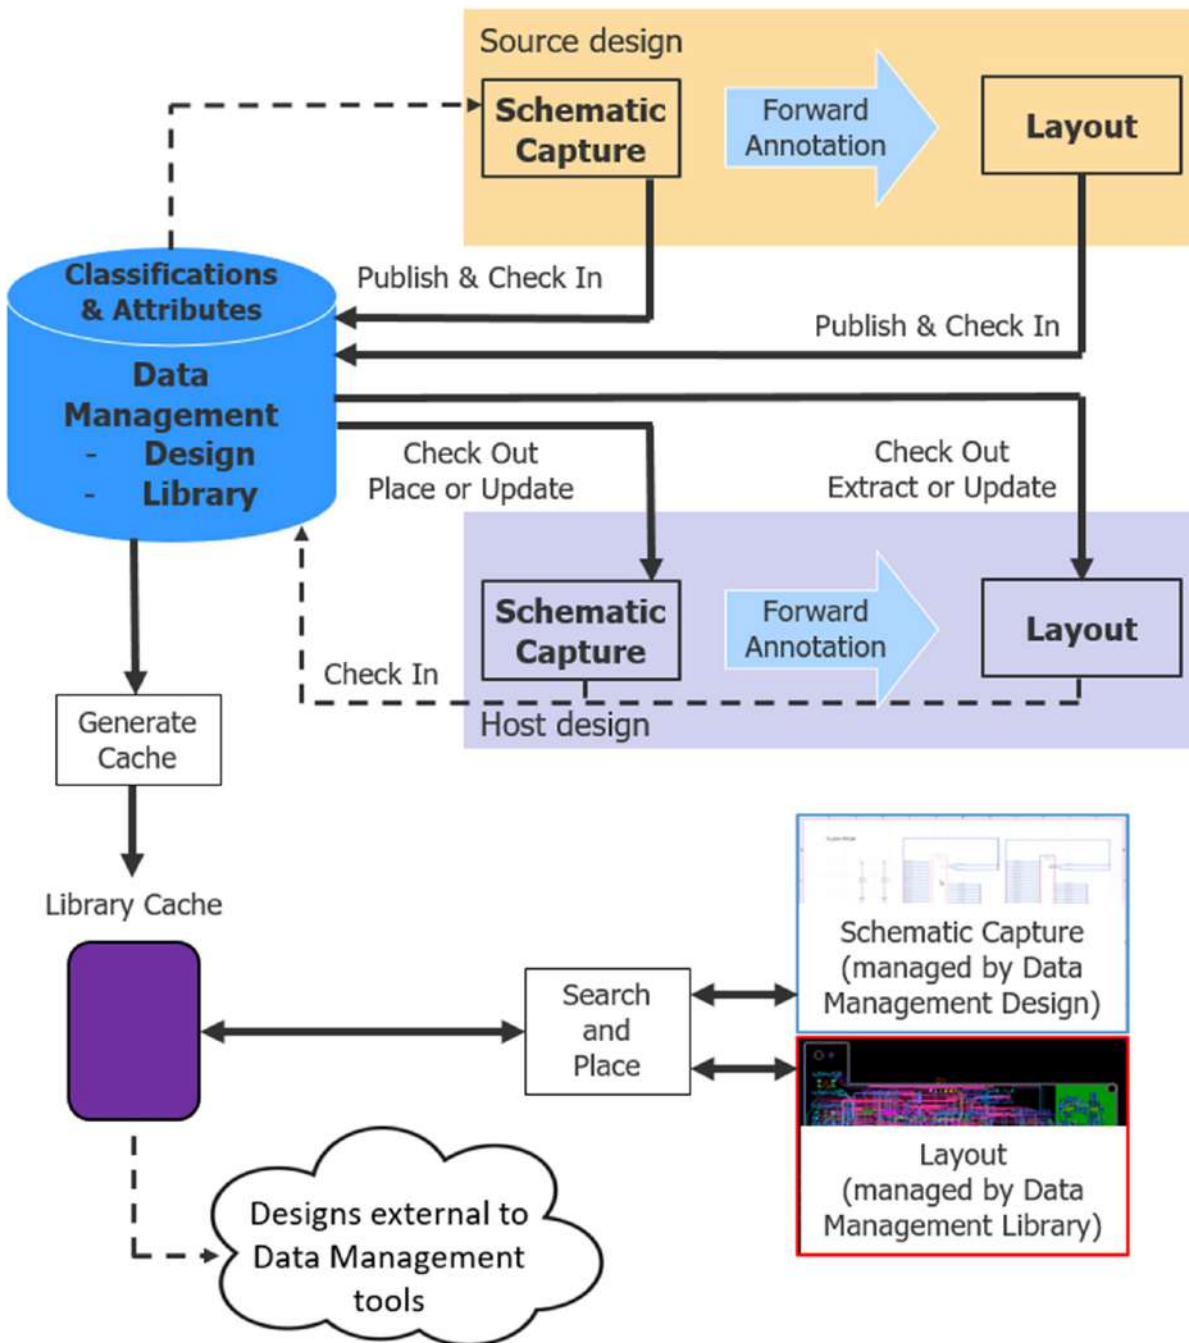 Source design
Schematic
Capture
Forward
Annotation
Layout
Classifications
& Attributes
Publish & Check In
Publish & Check In
Data
Management
- Design
- Library
Check Out
Place or Update
Check Out
Extract or Update
Schematic
Capture
Forward
Annotation
Layout
Check In
Host design
Generate
Cache
Library Cache
Search
and
Place
Schematic Capture
(managed by Data
Management Design)
Layout
(managed by Data
Management Library)
Designs external to
Data Management
tools